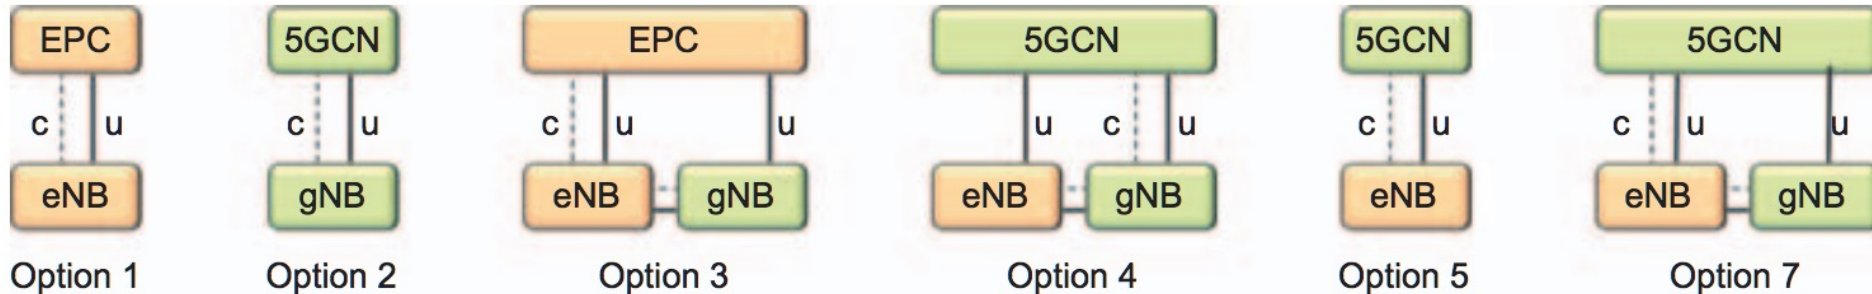 EPC 5GCN EPC 5GCN 5GCN 5GCN
c u c u c u u u c u c u c u u
eNB gNB eNB gNB eNB gNB eNB eNB gNB
Option 1 Option 2 Option 3 Option 4 Option 5 Option 7